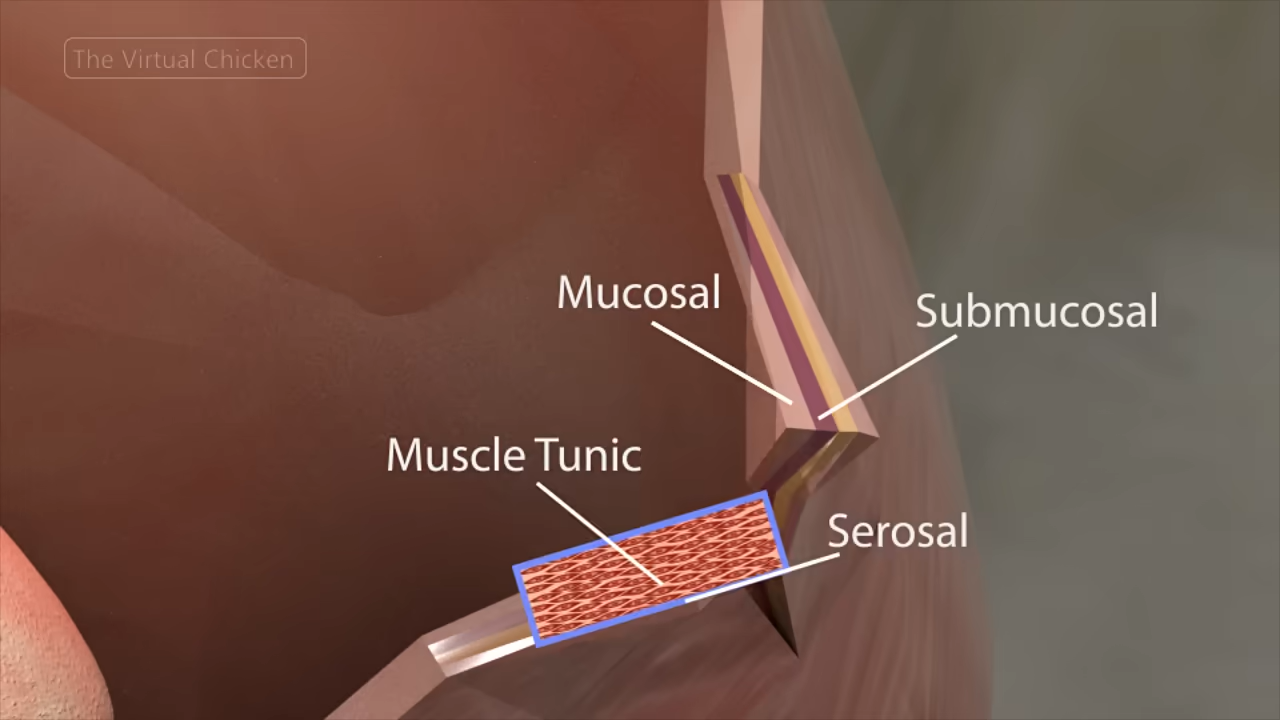 The Virtual Chicken
Mucosal
Submucosal
Muscle Tunic
Serosal